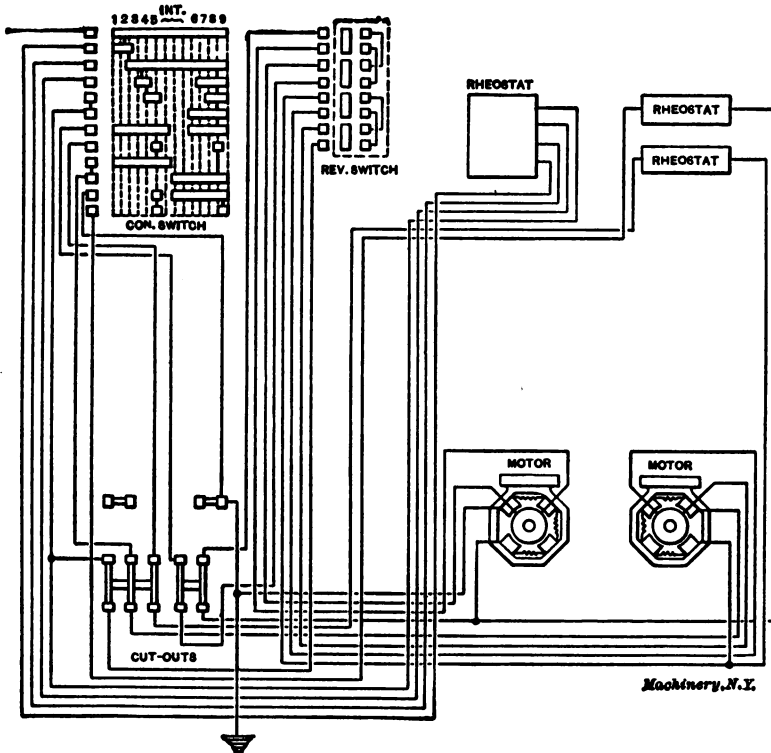 INT.
1 2 3 4 5 6 7 8 9
RHEOSTAT
RHEOSTAT
RHEOSTAT
REV. SWITCH
CON. SWITCH
MOTOR
MOTOR
CUT-OUTS
Machinery, N.Y.